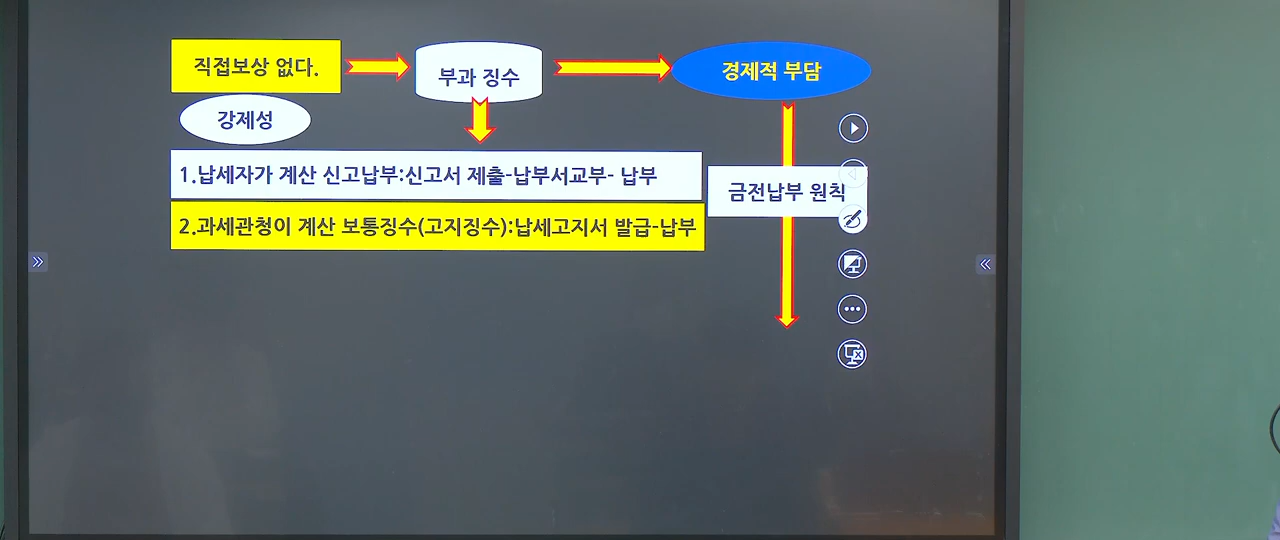 직접보상 없다.
부과 징수
경제적 부담
강제성
1.납세자가 계산 신고납부:신고서 제출-납부서교부- 납부
금전납부 원칙
2.과세관청이 계산 보통징수(고지징수):납세고지서 발급-납부